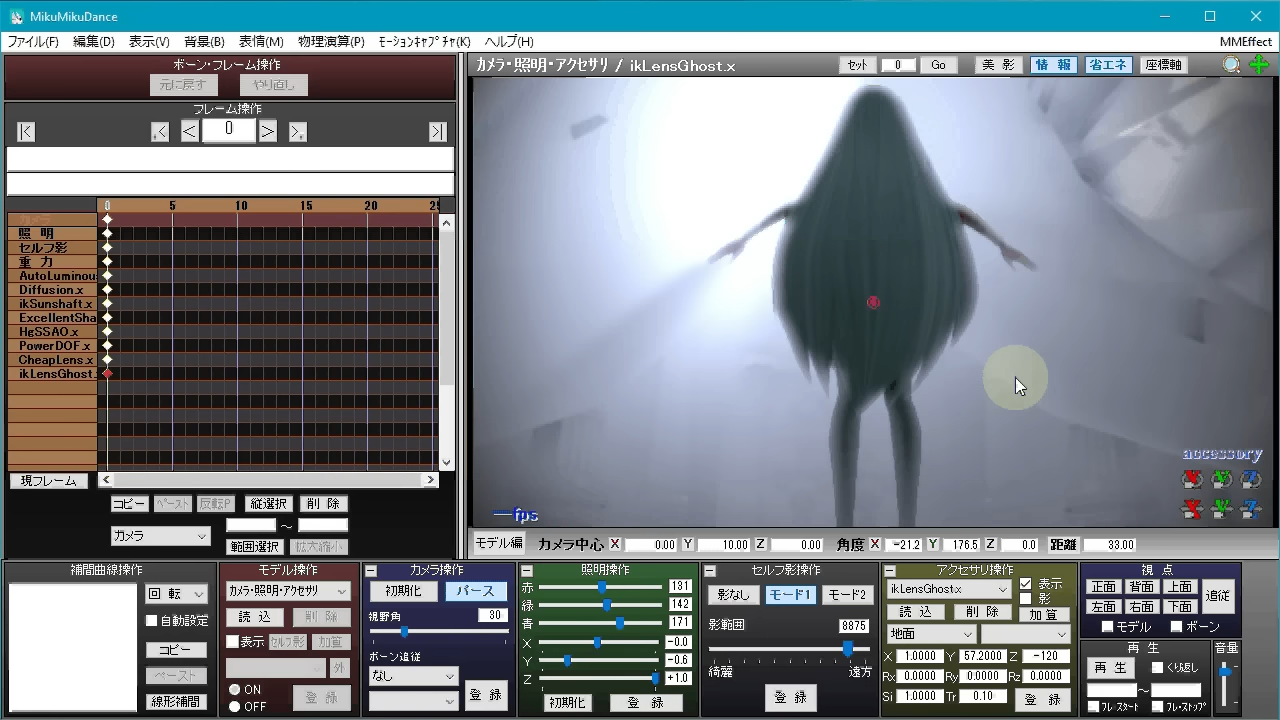 MikuMikuDance
ファイル(F) 編集(D) 表示(V) 背景(B) 表情(M) 物理演算(P) ﾓｰｼｮﾝｷｬﾌﾟﾁｬ(K) ヘルプ(H) MMEffect
ボーン･フレーム操作
元に戻す やり直し
フレーム操作
|< .< < 0 > >. >|
0 5 10 15 20 25
カメラ
照 明
セルフ影
重 力
AutoLuminou
Diffusion.x
ikSunshaft.x
ExcellentSha
HgSSAO.x
PowerDOF.x
CheapLens.x
ikLensGhost.
現フレーム
コピー ﾍﾟｰｽﾄ 反転P 縦選択 削 除
カメラ ～
範囲選択 拡大縮小
カメラ･照明･アクセサリ / ikLensGhost.x ｾｯﾄ 0 Go 美 影 情 報 省エネ 座標軸
accessory
X Y Z
X Y Z
--fps
モデル編 カメラ中心 X 0.00 Y 10.00 Z 0.00 角度 X -21.2 Y 176.5 Z 0.0 距離 33.00
補間曲線操作
回 転
自動設定
コピー
ペースト
線形補間
モデル操作
ｶﾒﾗ･照明･ｱｸｾｻﾘ
読 込 削 除
表示 ｾﾙﾌ影 加算
外
ON
OFF
登 録
カメラ操作
初期化 パース
視野角 30
ボーン追従
なし
登 録
照明操作
赤 131
緑 142
青 171
X -0.0
Y -0.6
Z +1.0
初期化 登 録
セルフ影操作
影なし モード1 モード2
影範囲 8875
綺麗 遠方
登 録
アクセサリ操作
ikLensGhost.x 表示
影
読 込 削 除 加 算
地面
X 1.0000 Y 57.2000 Z -120
Rx 0.0000 Ry 0.0000 Rz 0.0000
Si 1.0000 Tr 0.10 登 録
視 点
正面 背面 上面 追従
左面 右面 下面
モデル ボーン
再 生
再 生 くり返し
～
ﾌﾚ･ｽﾀｰﾄ ﾌﾚ･ｽﾄｯﾌﾟ
音量